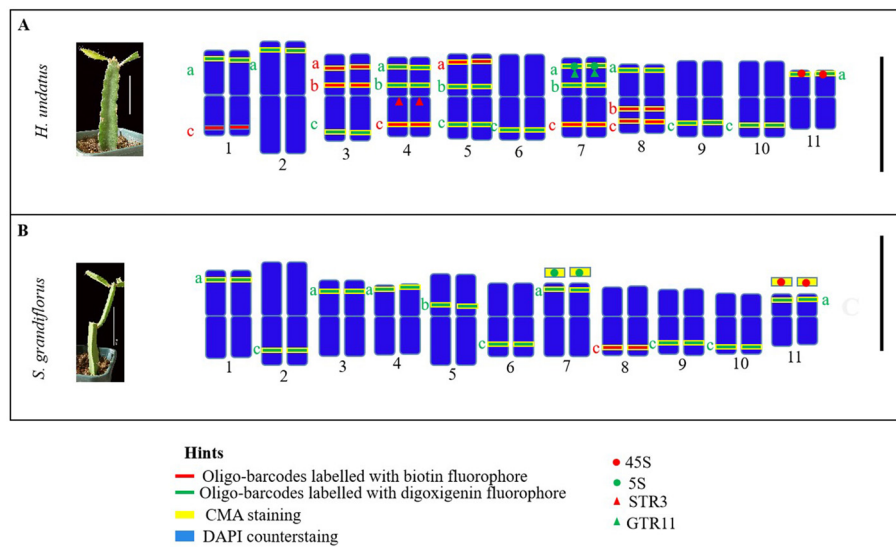 A
H. undatus
a
c
1
a
2
a
b
c
3
a
b
c
4
a
b
c
5
c
6
a
b
c
7
a
b
c
8
c
9
c
10
a
11
B
S. grandiflorus
a
1
c
2
a
3
a
4
b
5
c
6
a
7
c
8
c
9
c
10
a
11
C
Hints
Oligo-barcodes labelled with biotin fluorophore
Oligo-barcodes labelled with digoxigenin fluorophore
CMA staining
DAPI counterstaing
45S
5S
STR3
GTR11